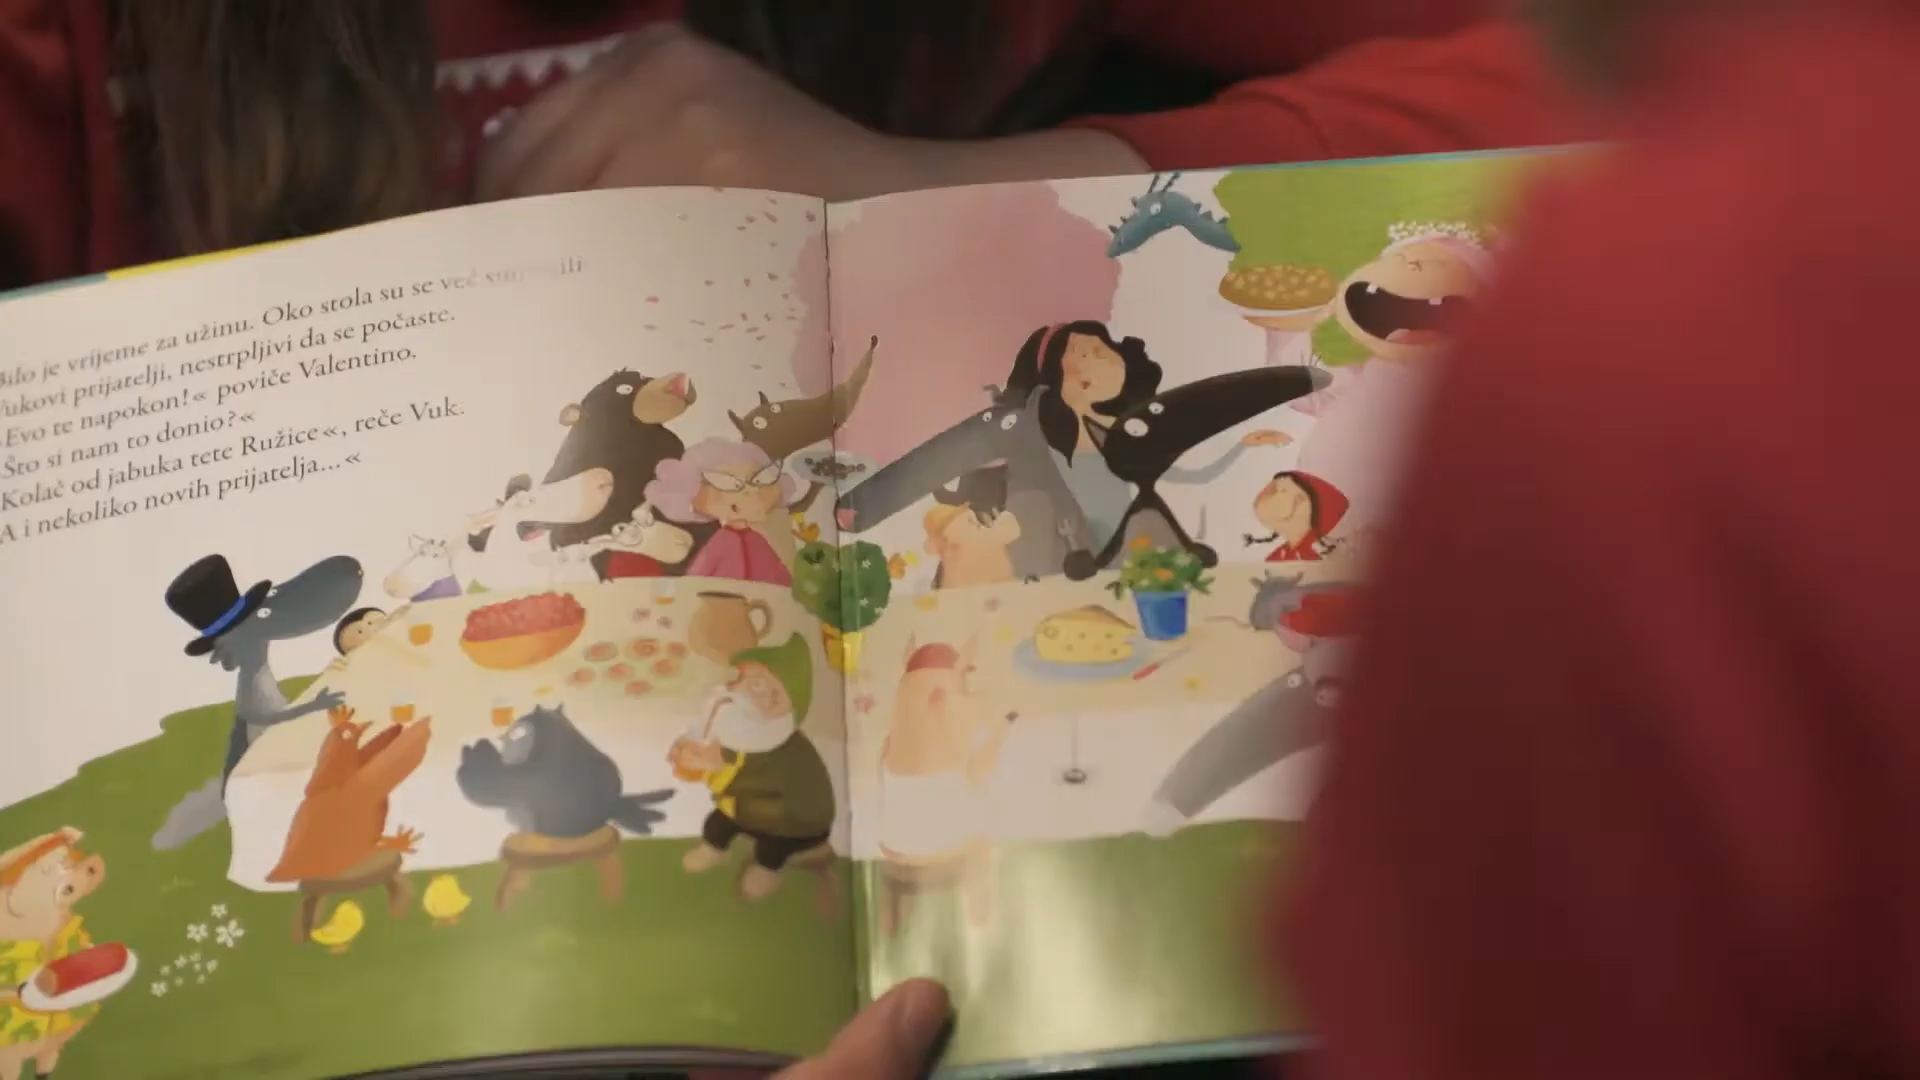 Bilo je vrijeme za užinu. Oko stola su se već
Vukovi prijatelji, nestrpljivi da se počaste.
Evo te napokon!« poviče Valentino.
Što si nam to donio?«
Kolač od jabuka tete Ružice«, reče Vuk.
A i nekoliko novih prijatelja...«